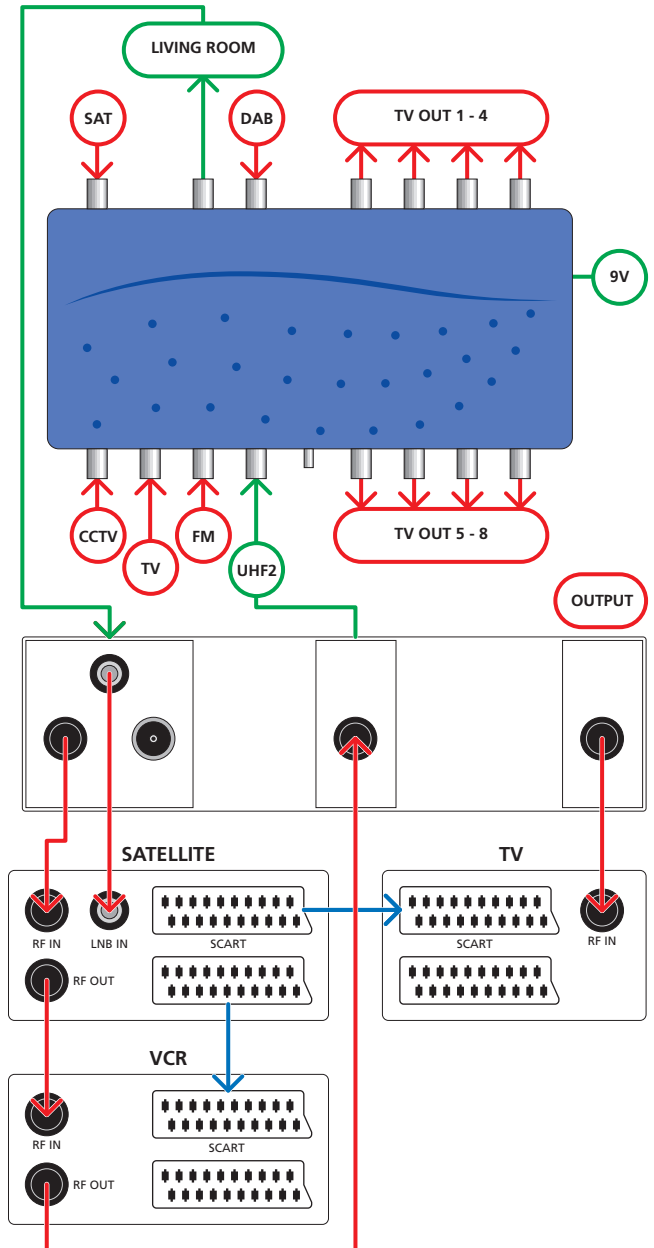 LIVING ROOM
SAT
DAB
TV OUT 1 - 4
9V
CCTV
TV
FM
UHF2
TV OUT 5 - 8
OUTPUT
SATELLITE
TV
RF IN
LNB IN
SCART
SCART
RF IN
RF OUT
VCR
RF IN
SCART
RF OUT